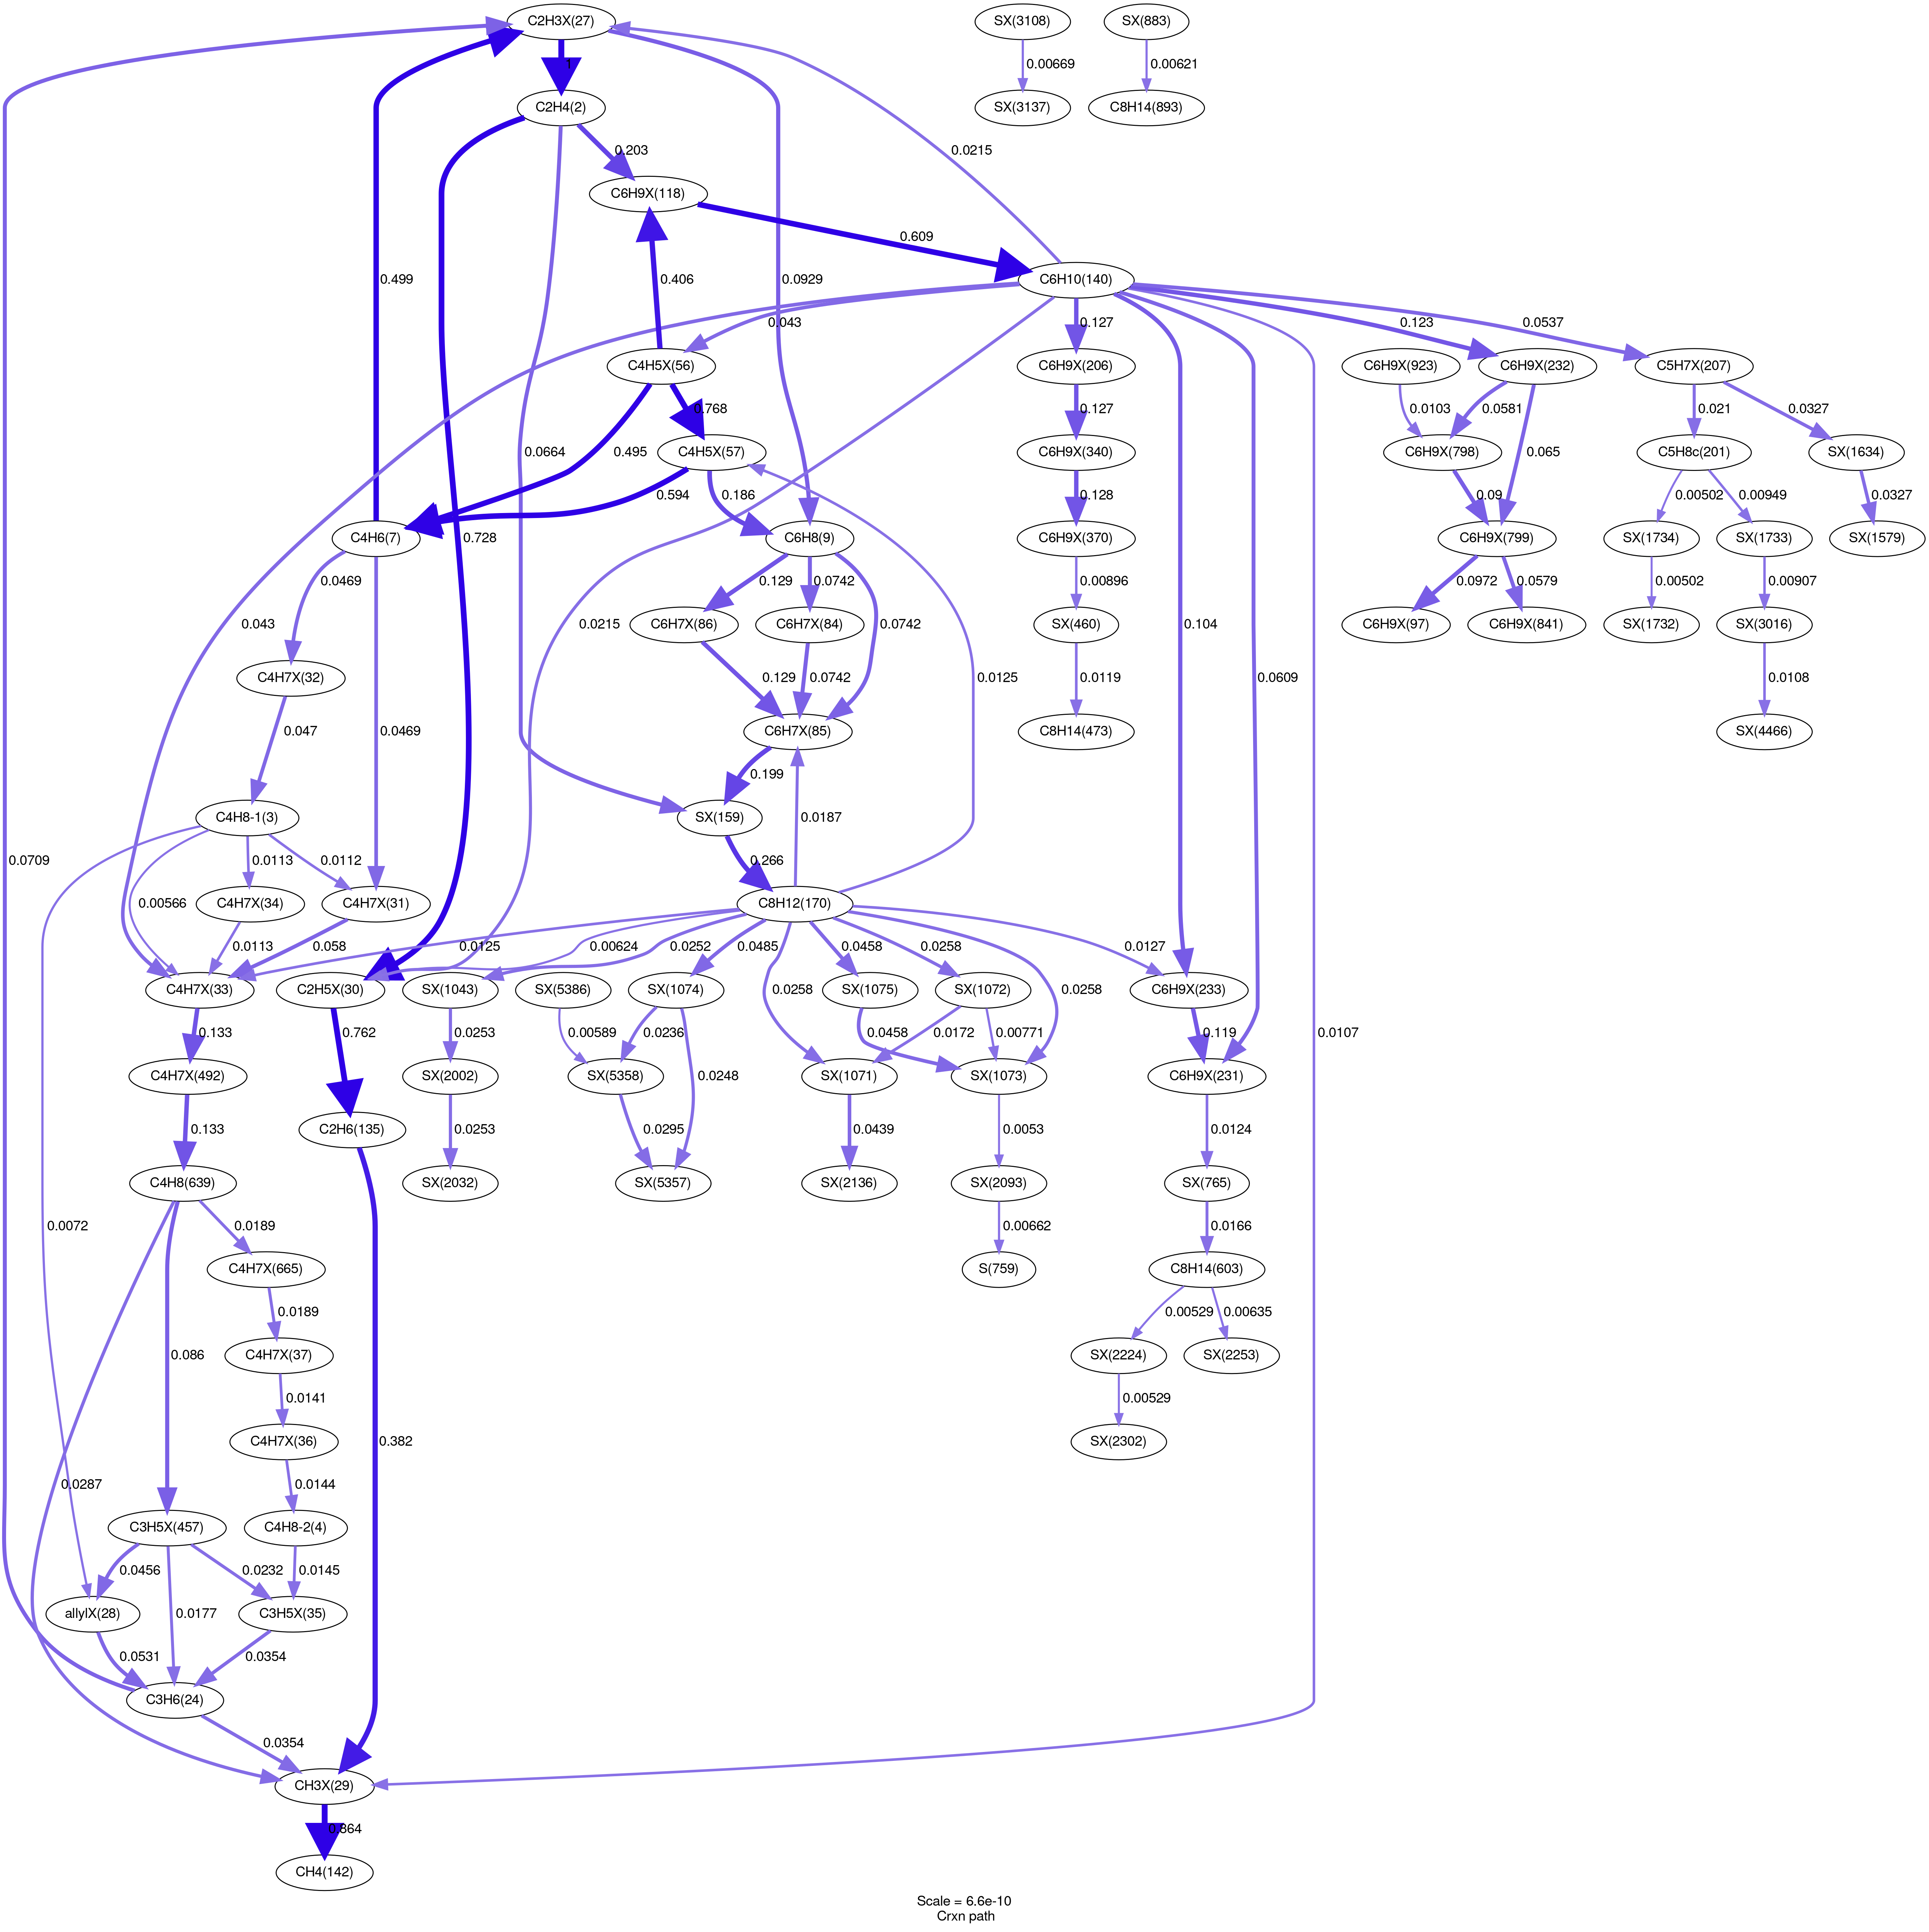 C2H3X(27)
SX(3108)
SX(883)
1
0.00669
0.00621
C2H4(2)
SX(3137)
C8H14(893)
0.203
0.0215
C6H9X(118)
0.609
0.499
0.406
0.0929
C6H10(140)
0.043
0.127
0.123
0.0537
C4H5X(56)
C6H9X(206)
C6H9X(923)
C6H9X(232)
C5H7X(207)
0.768
0.127
0.0103
0.0581
0.021
0.0327
0.0664
0.495
C4H5X(57)
C6H9X(340)
C6H9X(798)
0.065
C5H8c(201)
SX(1634)
0.594
0.186
0.128
0.09
0.00502
0.00949
0.0327
C4H6(7)
0.728
C6H8(9)
C6H9X(370)
C6H9X(799)
SX(1734)
SX(1733)
SX(1579)
0.0469
0.129
0.0742
0.00896
0.0972
0.0579
0.00502
0.00907
0.043
0.0215
C6H7X(86)
C6H7X(84)
0.0742
SX(460)
0.104
C6H9X(97)
C6H9X(841)
SX(1732)
SX(3016)
C4H7X(32)
0.129
0.0742
0.0125
0.0119
0.0609
0.0108
0.047
0.0469
C6H7X(85)
C8H14(473)
SX(4466)
0.199
C4H8-1(3)
SX(159)
0.0187
0.0113
0.0112
0.266
0.00566
C4H7X(34)
C4H7X(31)
C8H12(170)
0.0113
0.058
0.0125
0.00624
0.0252
0.0485
0.0458
0.0258
0.0127
C4H7X(33)
C2H5X(30)
SX(1043)
SX(5386)
SX(1074)
0.0258
SX(1075)
SX(1072)
0.0258
C6H9X(233)
0.133
0.762
0.0253
0.00589
0.0236
0.0458
0.0172
0.00771
0.119
0.0107
C4H7X(492)
SX(2002)
SX(5358)
0.0248
SX(1071)
SX(1073)
C6H9X(231)
0.133
C2H6(135)
0.0253
0.0295
0.0439
0.0053
0.0124
C4H8(639)
SX(2032)
SX(5357)
SX(2136)
SX(2093)
SX(765)
0.0072
0.0189
0.00662
0.0166
C4H7X(665)
S(759)
C8H14(603)
0.0189
0.00529
0.00635
0.086
C4H7X(37)
SX(2224)
SX(2253)
0.0141
0.00529
0.0709
0.382
C4H7X(36)
SX(2302)
0.0287
0.0144
C3H5X(457)
C4H8-2(4)
0.0456
0.0232
0.0145
allylX(28)
0.0177
C3H5X(35)
0.0531
0.0354
C3H6(24)
0.0354
CH3X(29)
0.864
CH4(142)
Scale = 6.6e-10
Crxn path